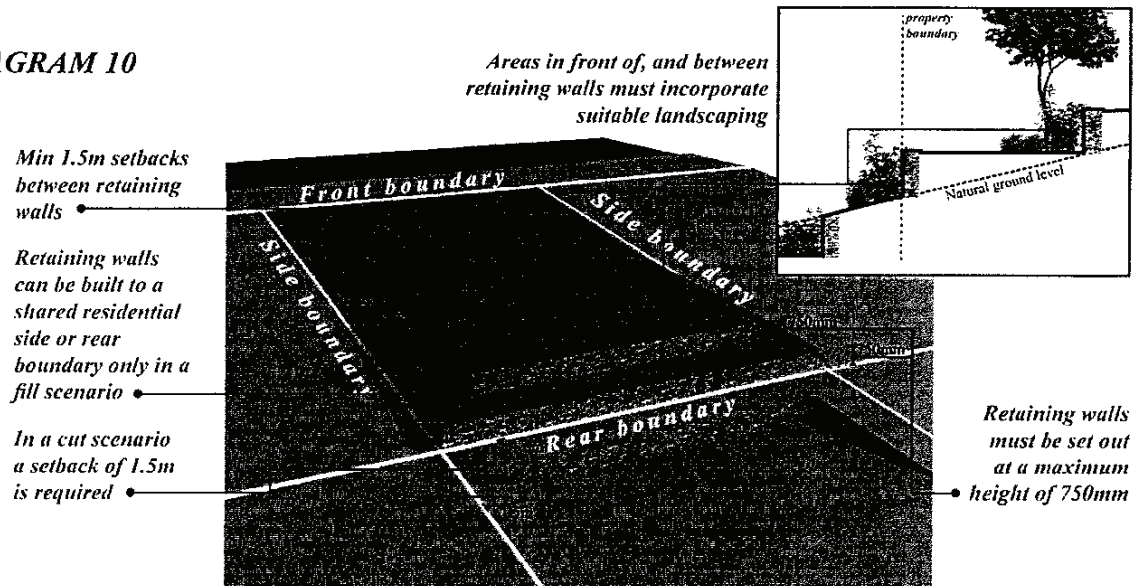 AGRAM 10
property
boundary
Areas in front of, and between
retaining walls must incorporate
suitable landscaping
Natural ground level
Min 1.5m setbacks
between retaining
walls
Retaining walls
can be built to a
shared residential
side or rear
boundary only in a
fill scenario
In a cut scenario
a setback of 1.5m
is required
Front boundary
Side boundary
Side boundary
Rear boundary
750mm
Retaining walls
must be set out
at a maximum
height of 750mm